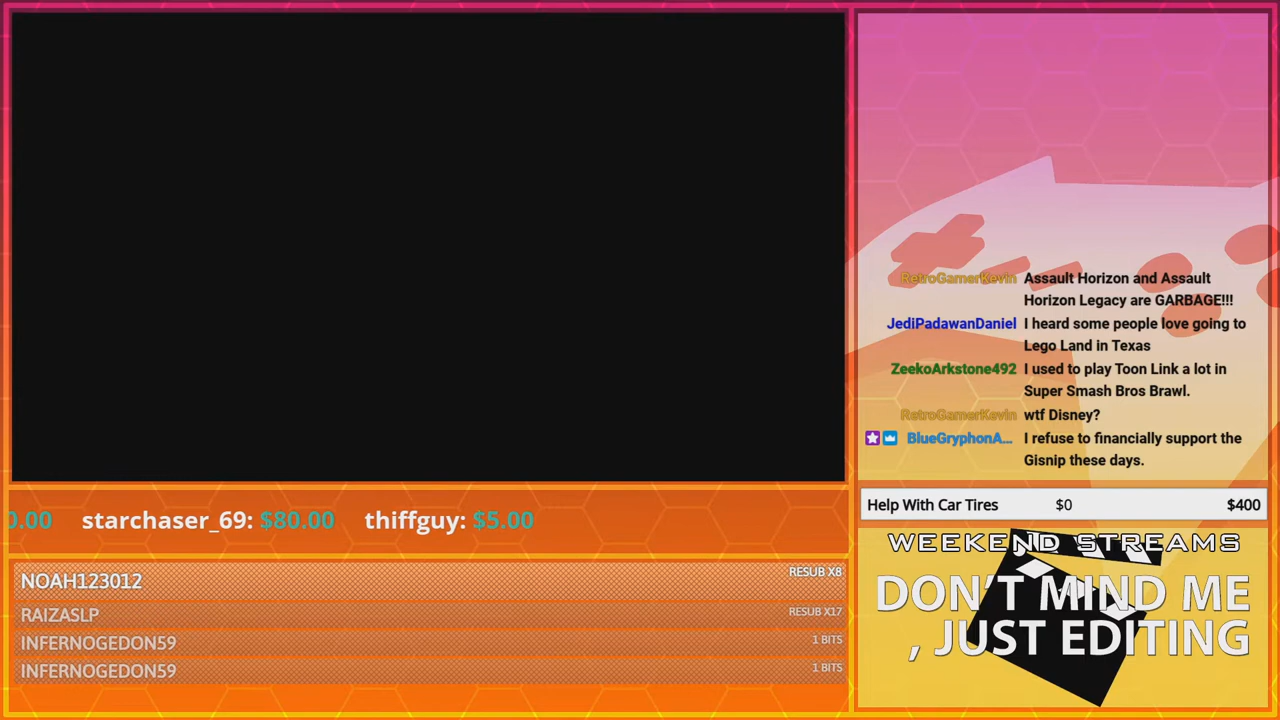 RetroGamerKevin Assault Horizon and Assault
Horizon Legacy are GARBAGE!!!
JediPadawanDaniel I heard some people love going to
Lego Land in Texas
ZeekoArkstone492 I used to play Toon Link a lot in
Super Smash Bros Brawl.
RetroGamerKevin wtf Disney?
BlueGryphonA... I refuse to financially support the
Gisnip these days.
Help With Car Tires $0 $400
0.00 starchaser_69: $80.00 thiffguy: $5.00
WEEKEND STREAMS
DON'T MIND ME
, JUST EDITING
NOAH123012 RESUB X8
RAIZASLP RESUB X17
INFERNOGEDON59 1 BITS
INFERNOGEDON59 1 BITS